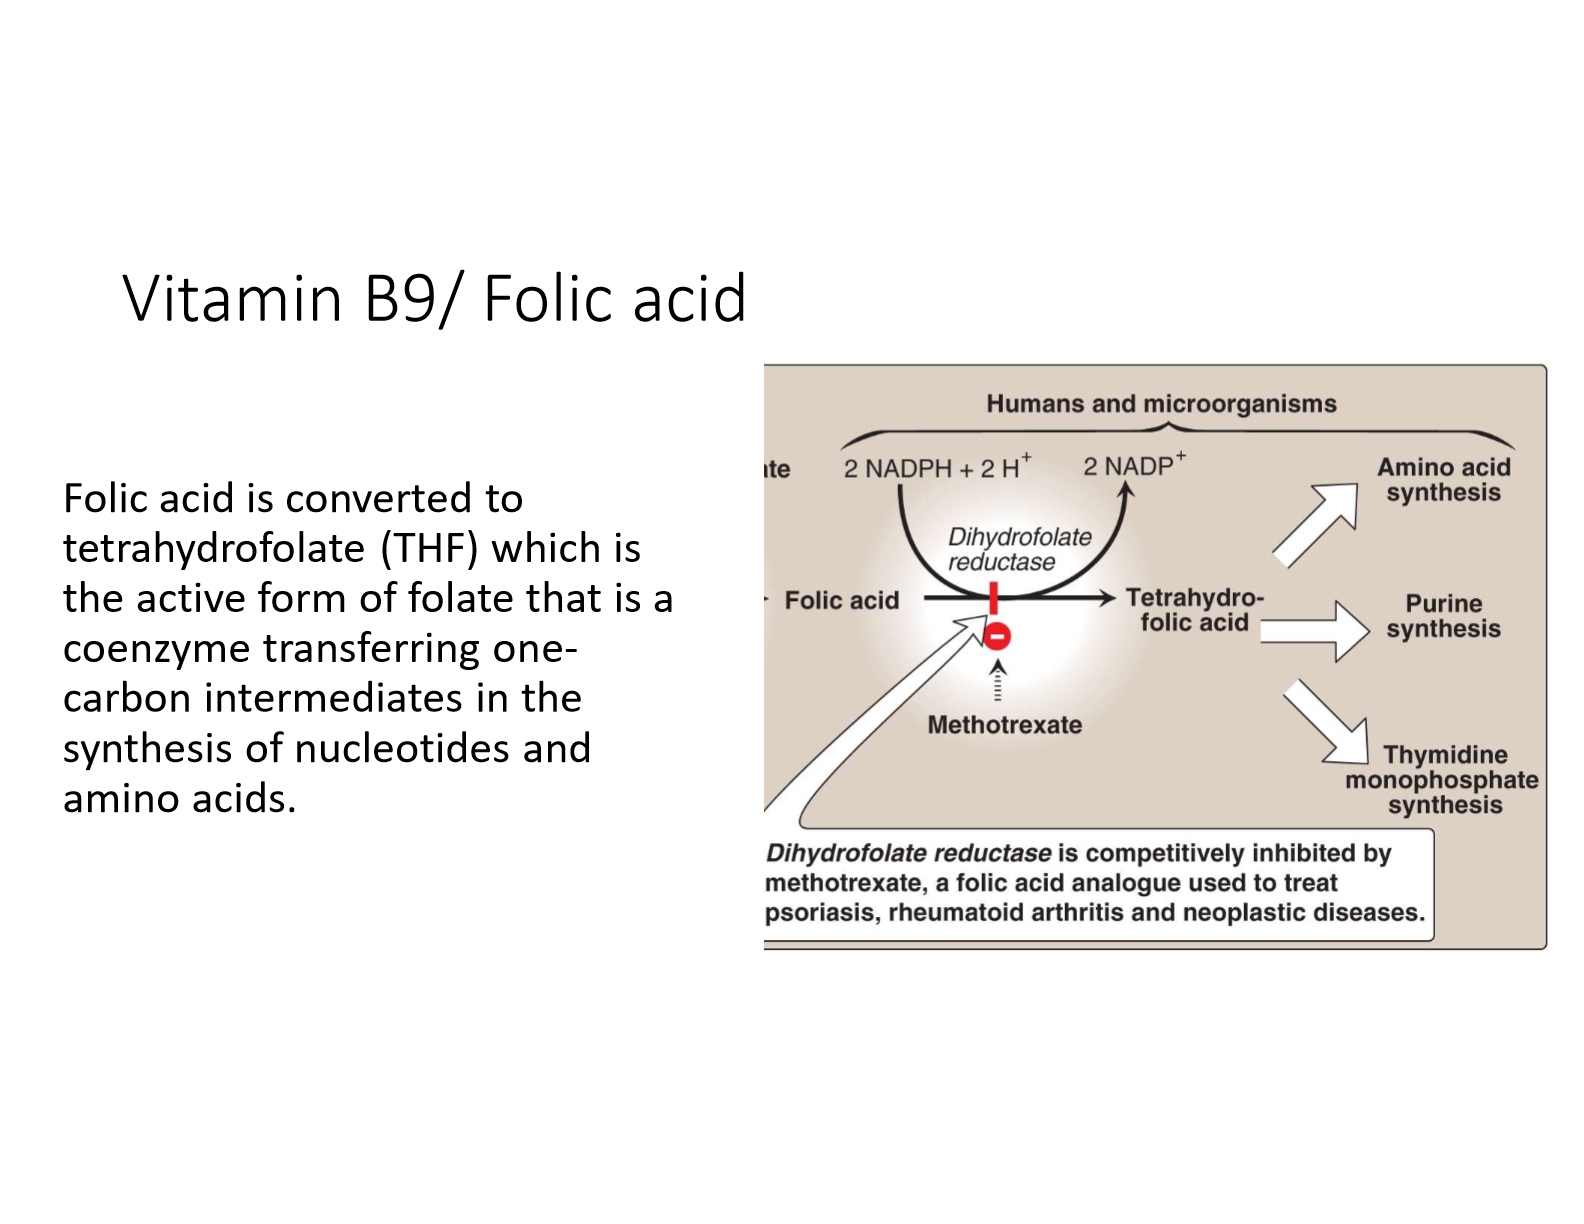 Vitamin B9/ Folic acid
Folic acid is converted to
tetrahydrofolate (THF) which is
the active form of folate that is a
coenzyme transferring one-
carbon intermediates in the
synthesis of nucleotides and
amino acids.
Humans and microorganisms
2 NADPH + 2 H+
2 NADP+
Amino acid
synthesis
Dihydrofolate
reductase
Folic acid
Tetrahydro-
folic acid
Purine
synthesis
Methotrexate
Thymidine
monophosphate
synthesis
Dihydrofolate reductase is competitively inhibited by
methotrexate, a folic acid analogue used to treat
psoriasis, rheumatoid arthritis and neoplastic diseases.